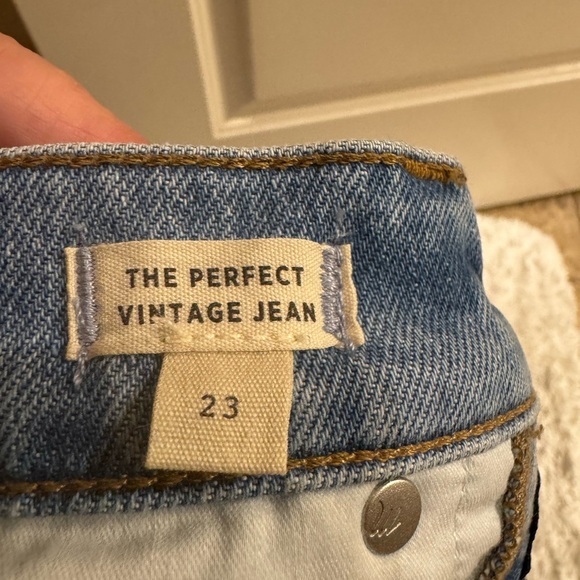 THE PERFECT
VINTAGE JEAN
23